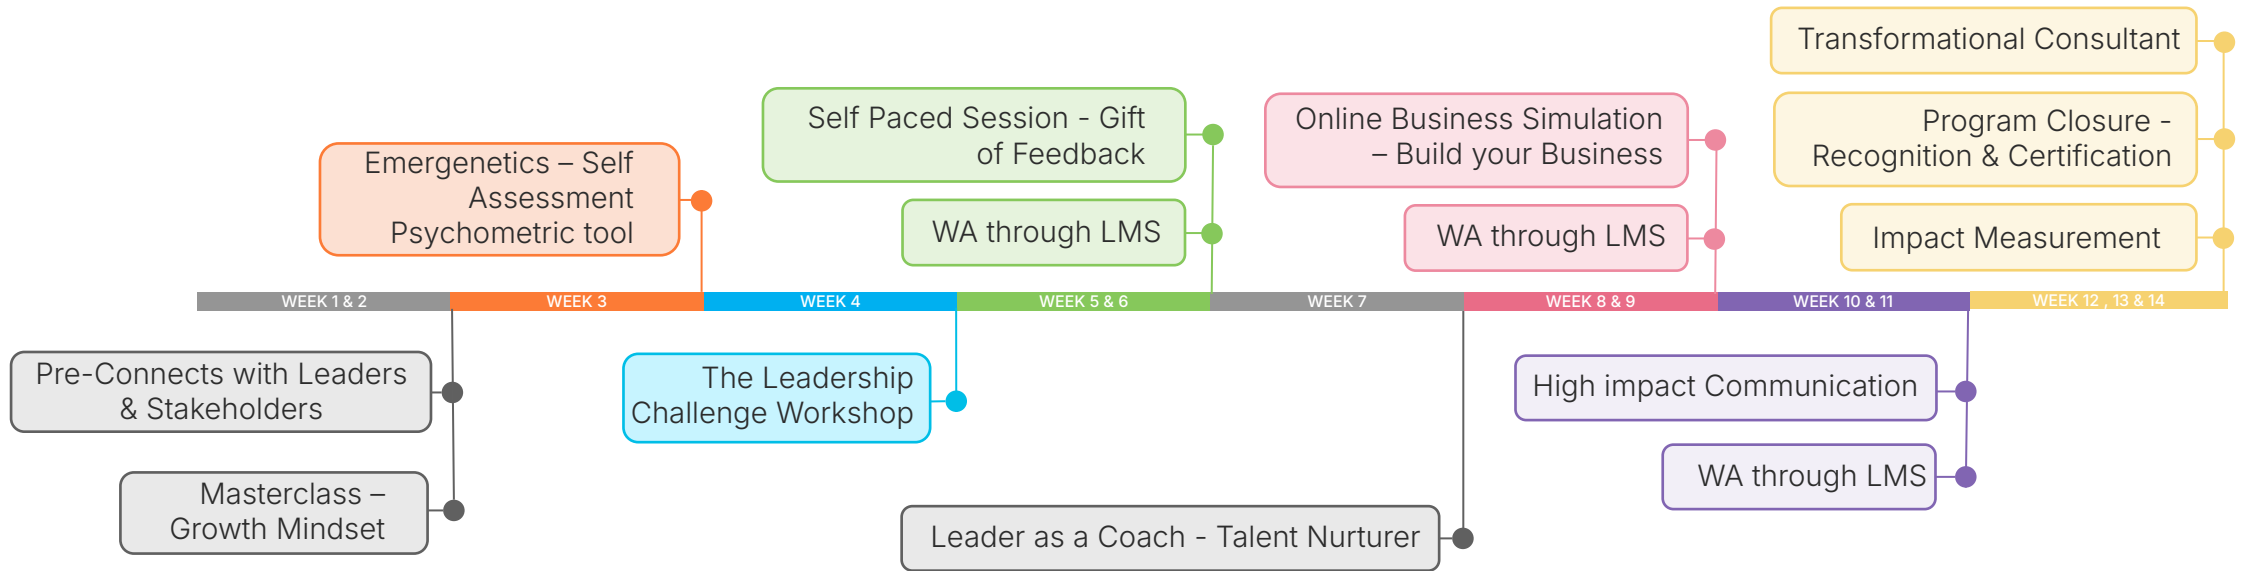 Transformational Consultant
Self Paced Session - Gift
of Feedback
Online Business Simulation
– Build your Business
Program Closure -
Recognition & Certification
Emergenetics – Self
Assessment
Psychometric tool
WA through LMS
WA through LMS
Impact Measurement
WEEK 1 & 2
WEEK 3
WEEK 4
WEEK 5 & 6
WEEK 7
WEEK 8 & 9
WEEK 10 & 11
WEEK 12 , 13 & 14
Pre-Connects with Leaders
& Stakeholders
The Leadership
Challenge Workshop
High impact Communication
Masterclass –
Growth Mindset
WA through LMS
Leader as a Coach - Talent Nurturer